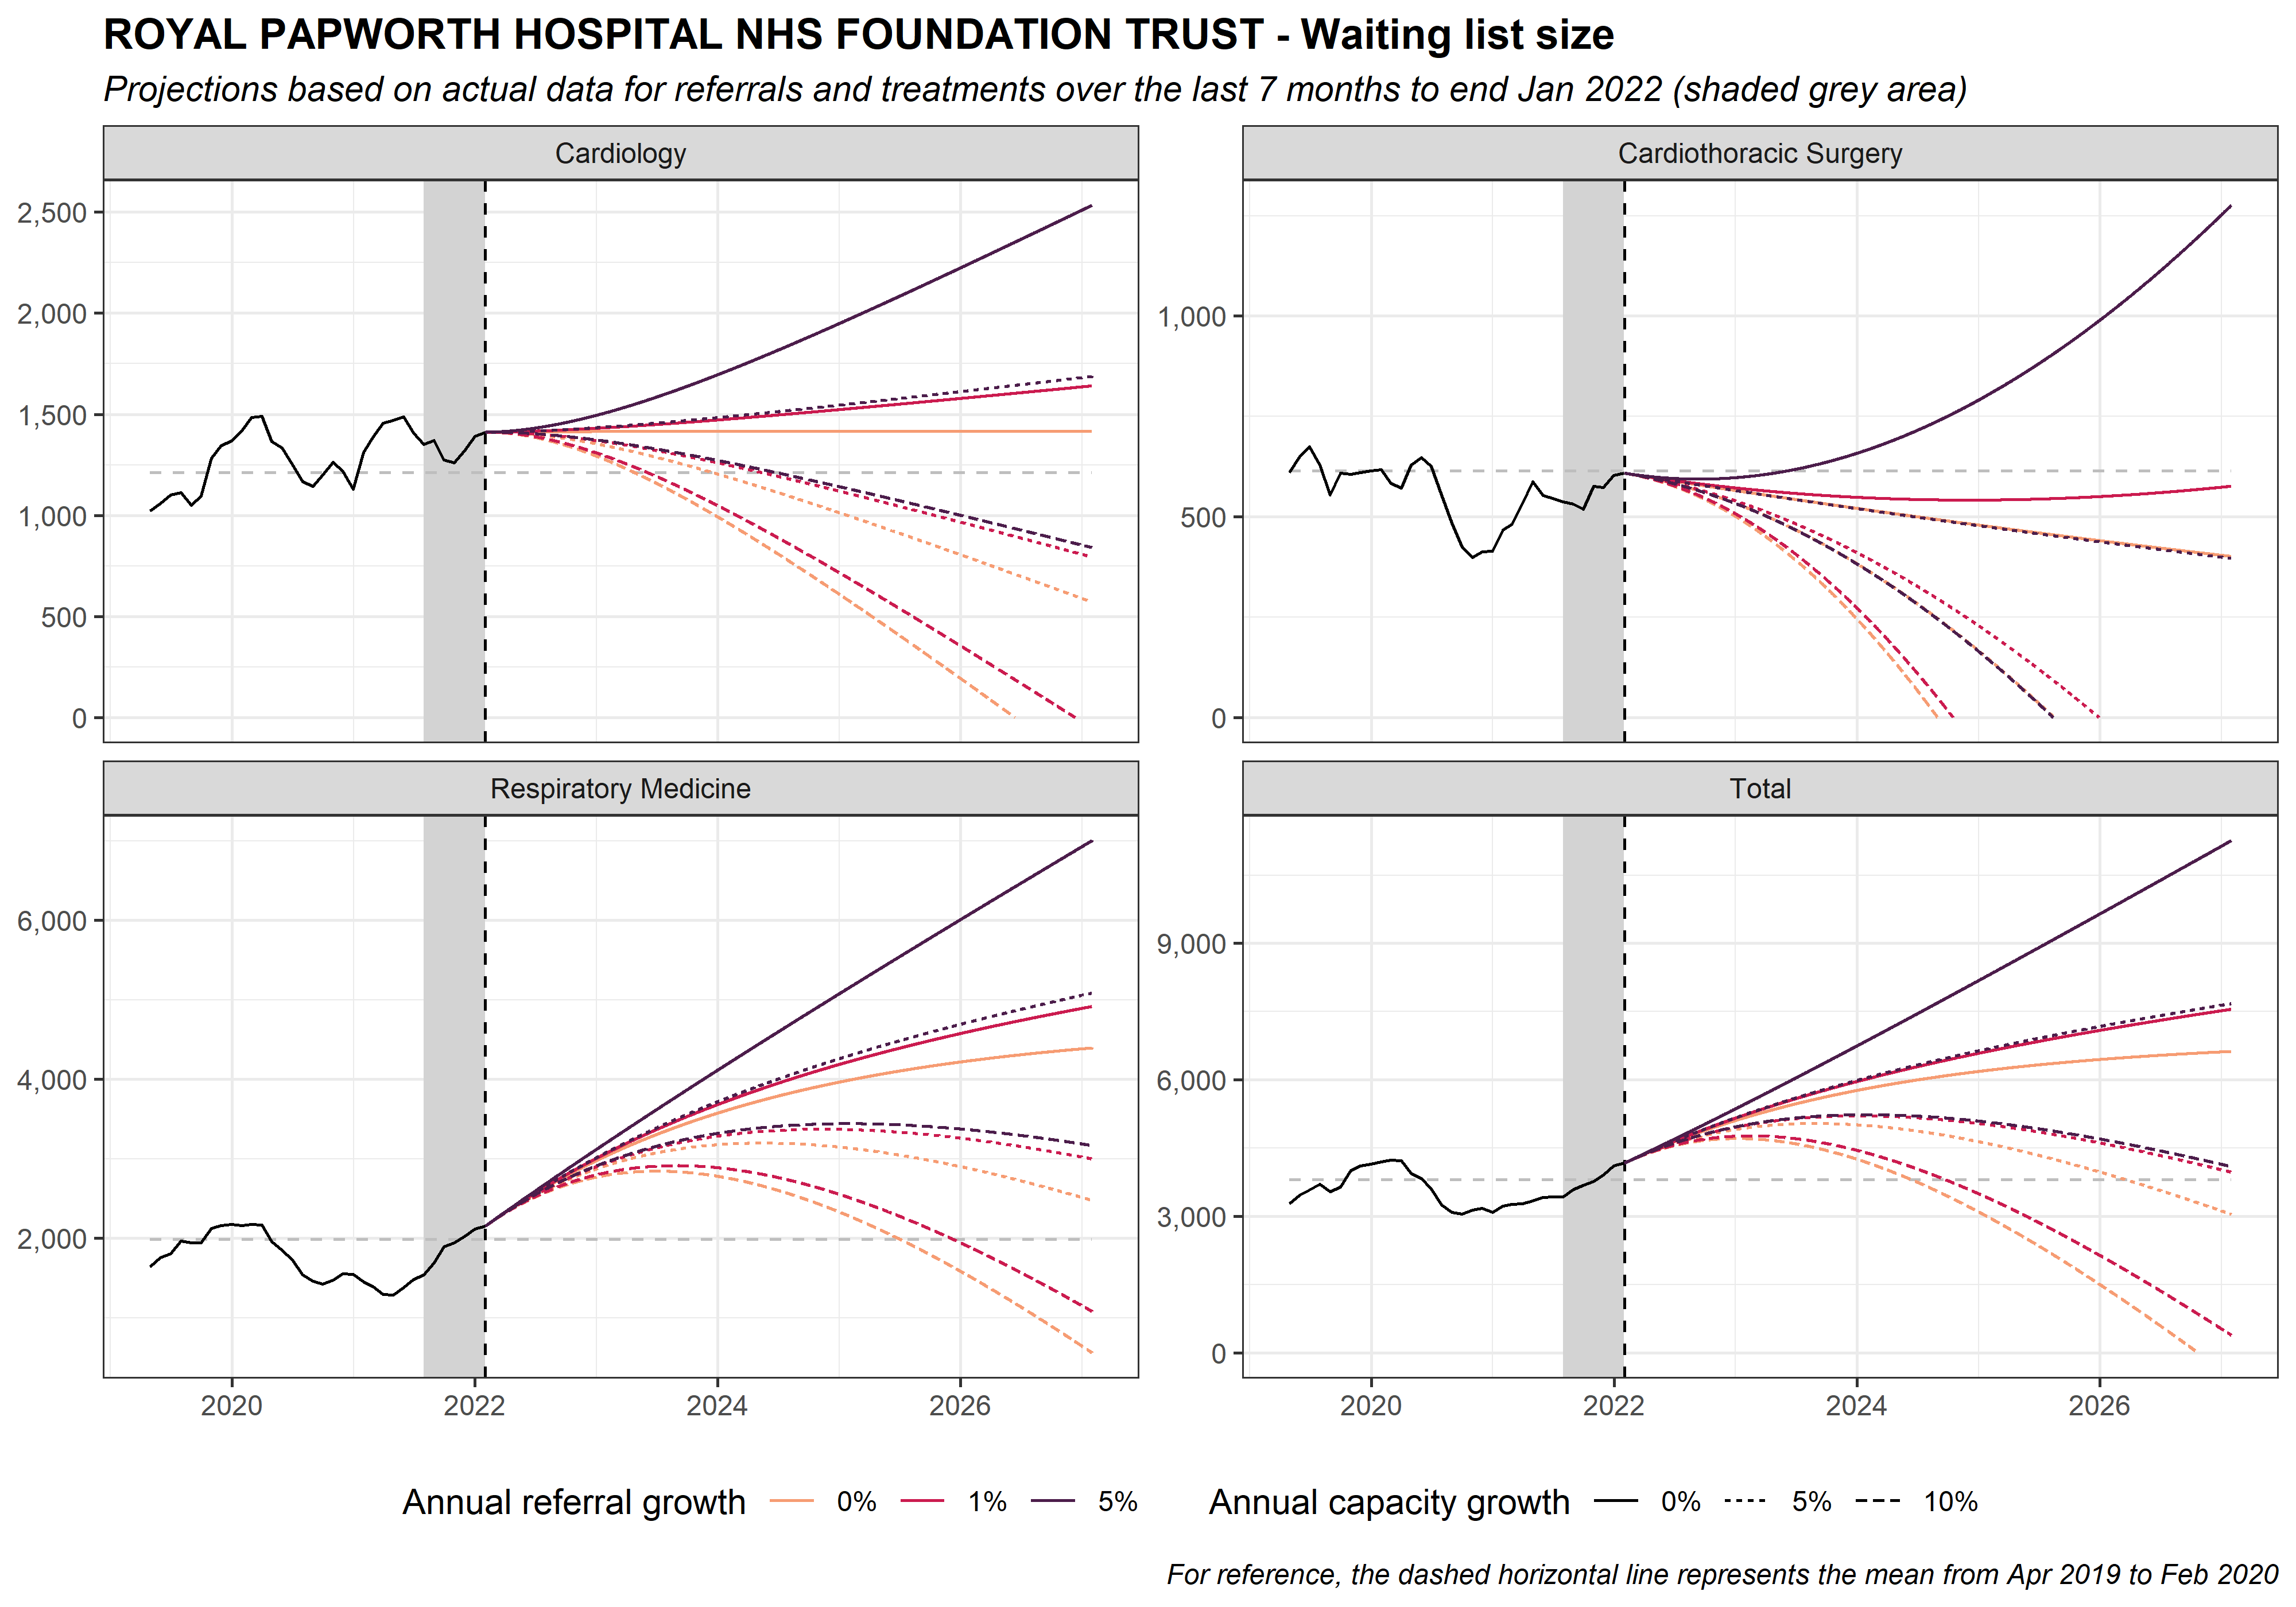 ROYAL PAPWORTH HOSPITAL NHS FOUNDATION TRUST - Waiting list size
Projections based on actual data for referrals and treatments over the last 7 months to end Jan 2022 (shaded grey area)
Cardiology
2,500
2,000
1,500
1,000
500
0
Cardiothoracic Surgery
1,000
500
0
Respiratory Medicine
6,000
4,000
2,000
2020 2022 2024 2026
Total
9,000
6,000
3,000
0
2020 2022 2024 2026
Annual referral growth 0% 1% 5%
Annual capacity growth 0% 5% 10%
For reference, the dashed horizontal line represents the mean from Apr 2019 to Feb 2020